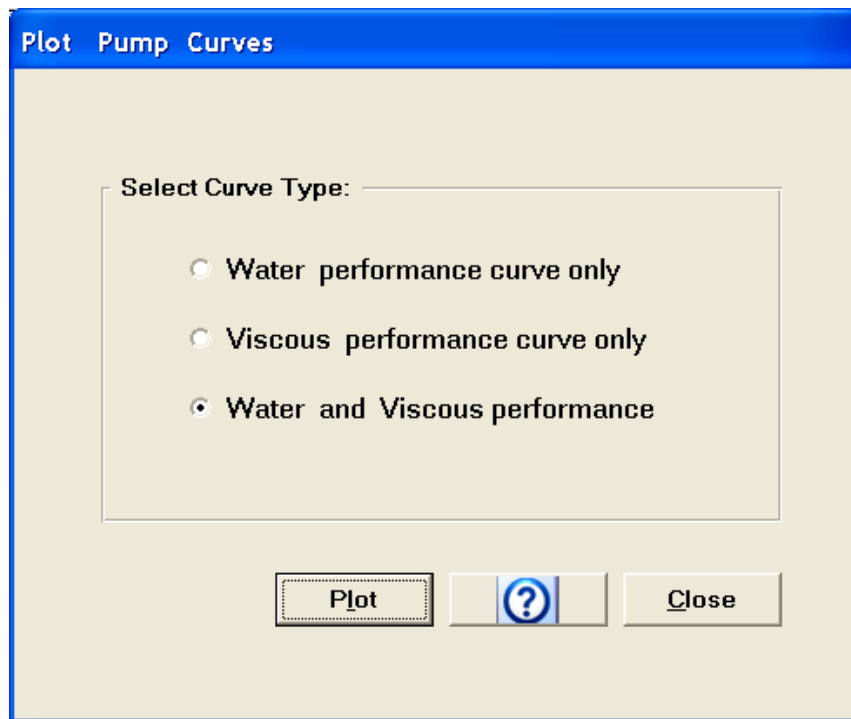 Plot Pump Curves
Select Curve Type:
Water performance curve only
Viscous performance curve only
Water and Viscous performance
Plot ? Close